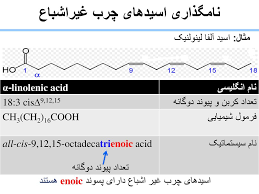 نامگذاری اسیدهای چرب غیراشباع
مثال: اسید آلفا لینولنیک
O
HO 1 α 9 12 15 18
α-linolenic acid نام انگلیسی
18:3 cisΔ9,12,15 تعداد کربن و پیوند دوگانه
CH3(CH2)16COOH فرمول شیمیایی
all-cis-9,12,15-octadecatrienoic acid نام سیستماتیک
تعداد پیوند دوگانه
اسیدهای چرب غیر اشباع دارای پسوند enoic هستند